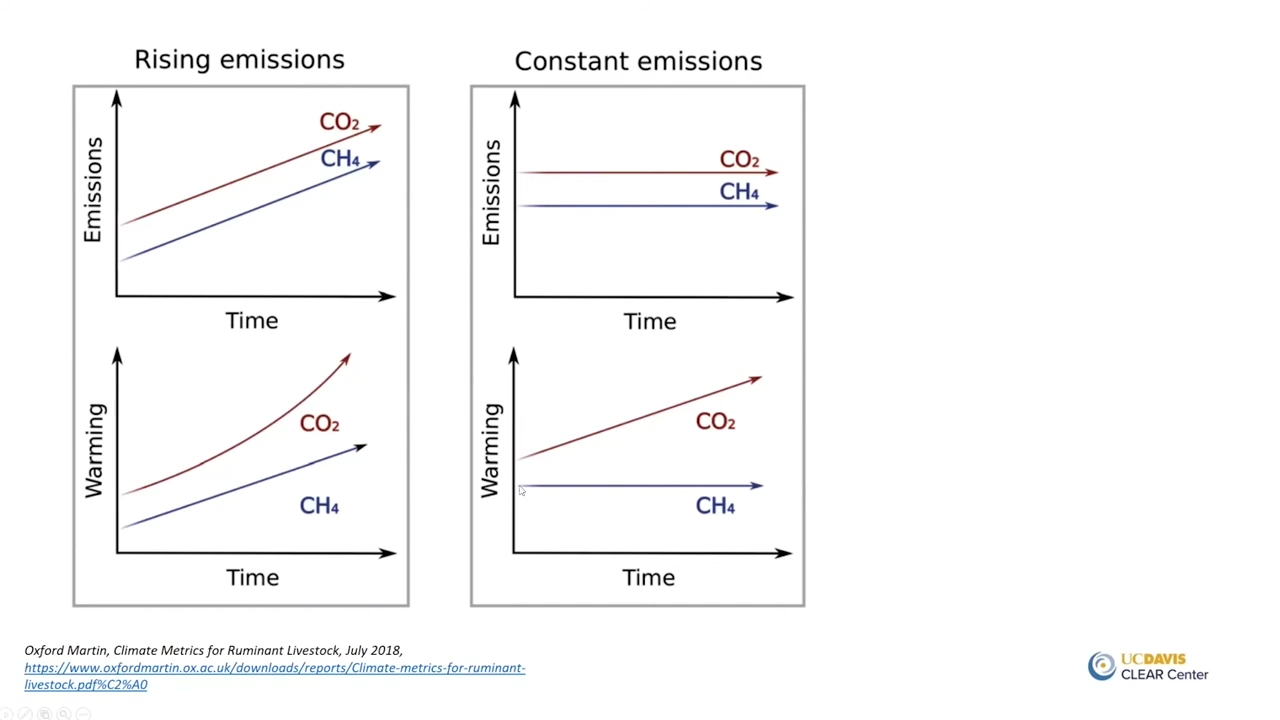 Rising emissions
Emissions
CO₂
CH₄
Time
Warming
CO₂
CH₄
Time
Constant emissions
Emissions
CO₂
CH₄
Time
Warming
CO₂
CH₄
Time
Oxford Martin, Climate Metrics for Ruminant Livestock, July 2018,
https://www.oxfordmartin.ox.ac.uk/downloads/reports/Climate-metrics-for-ruminant-
livestock.pdf%C2%A0
UCDAVIS
CLEAR Center